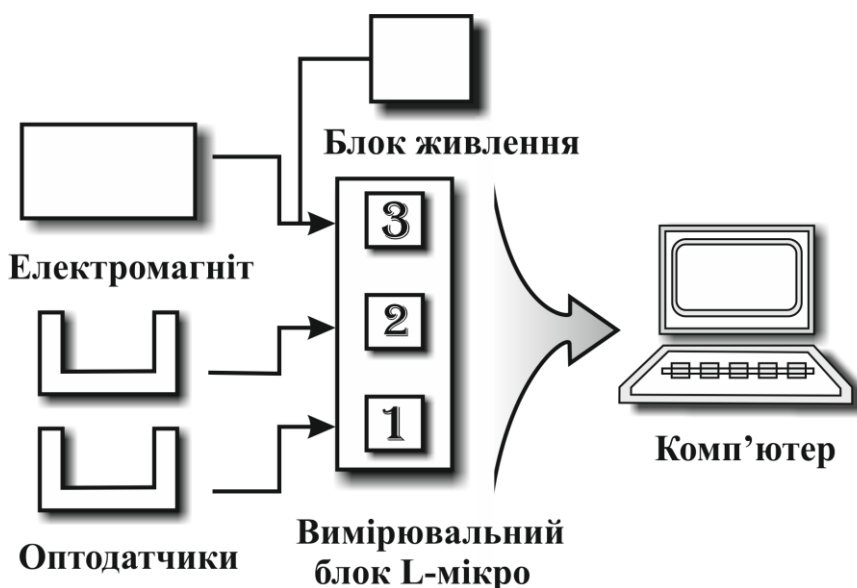 Блок живлення
Електромагніт
3
2
1
Оптодатчики
Вимірювальний
блок L-мікро
Комп’ютер